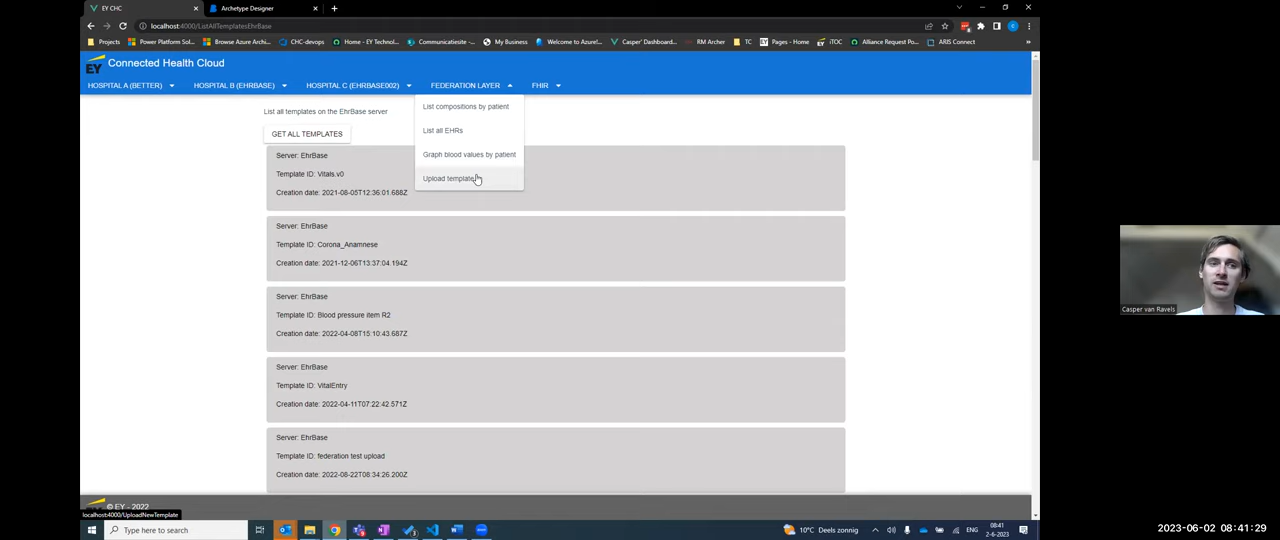 EY CHC
Archetype Designer
localhost:4000/ListAllTemplatesEhrBase
Projects
Power Platform Sol...
Browse Azure Archi...
CHC-devops
Home - EY Technol...
Communicatiesite - ...
My Business
Welcome to Azure!...
Casper' Dashboard...
RM Archer
TC
Pages - Home
iTOC
Alliance Request Po...
ARIS Connect
EY
Connected Health Cloud
HOSPITAL A (BETTER)
HOSPITAL B (EHRBASE)
HOSPITAL C (EHRBASE002)
FEDERATION LAYER
FHIR
List compositions by patient
List all EHRs
Graph blood values by patient
Upload template
List all templates on the EhrBase server
GET ALL TEMPLATES
Server: EhrBase
Template ID: Vitals.v0
Creation date: 2021-08-05T12:36:01.688Z
Server: EhrBase
Template ID: Corona_Anamnese
Creation date: 2021-12-06T13:37:04.194Z
Server: EhrBase
Template ID: Blood pressure item R2
Creation date: 2022-04-08T15:10:43.687Z
Server: EhrBase
Template ID: VitalEntry
Creation date: 2022-04-11T07:22:42.571Z
Server: EhrBase
Template ID: federation test upload
Creation date: 2022-08-22T08:34:26.200Z
© EY - 2022
localhost:4000/UploadNewTemplate
Type here to search
10°C Deels zonnig
ENG
08:41
2-6-2023
Casper van Ravels
2023-06-02 08:41:29